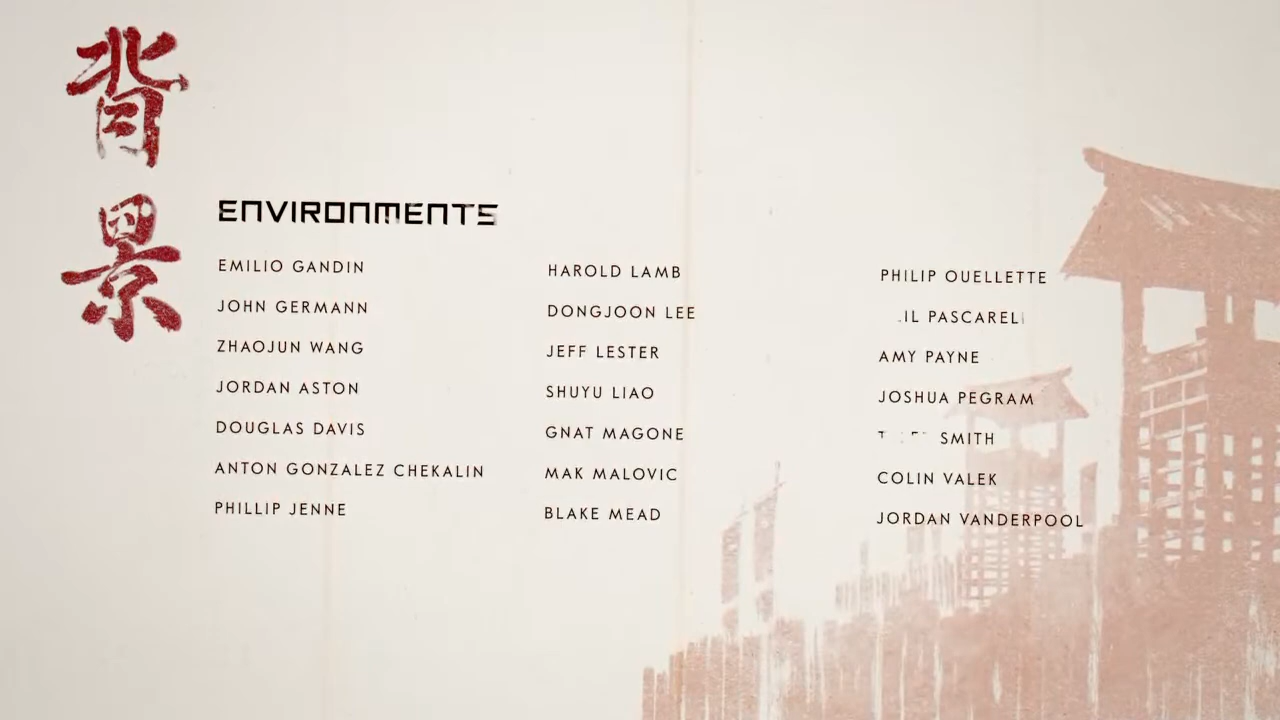 背景
ENVIRONMENTS
EMILIO GANDIN
JOHN GERMANN
ZHAOJUN WANG
JORDAN ASTON
DOUGLAS DAVIS
ANTON GONZALEZ CHEKALIN
PHILLIP JENNE
HAROLD LAMB
DONGJOON LEE
JEFF LESTER
SHUYU LIAO
GNAT MAGONE
MAK MALOVIC
BLAKE MEAD
PHILIP OUELLETTE
AMY PAYNE
JOSHUA PEGRAM
SMITH
COLIN VALEK
JORDAN VANDERPOOL